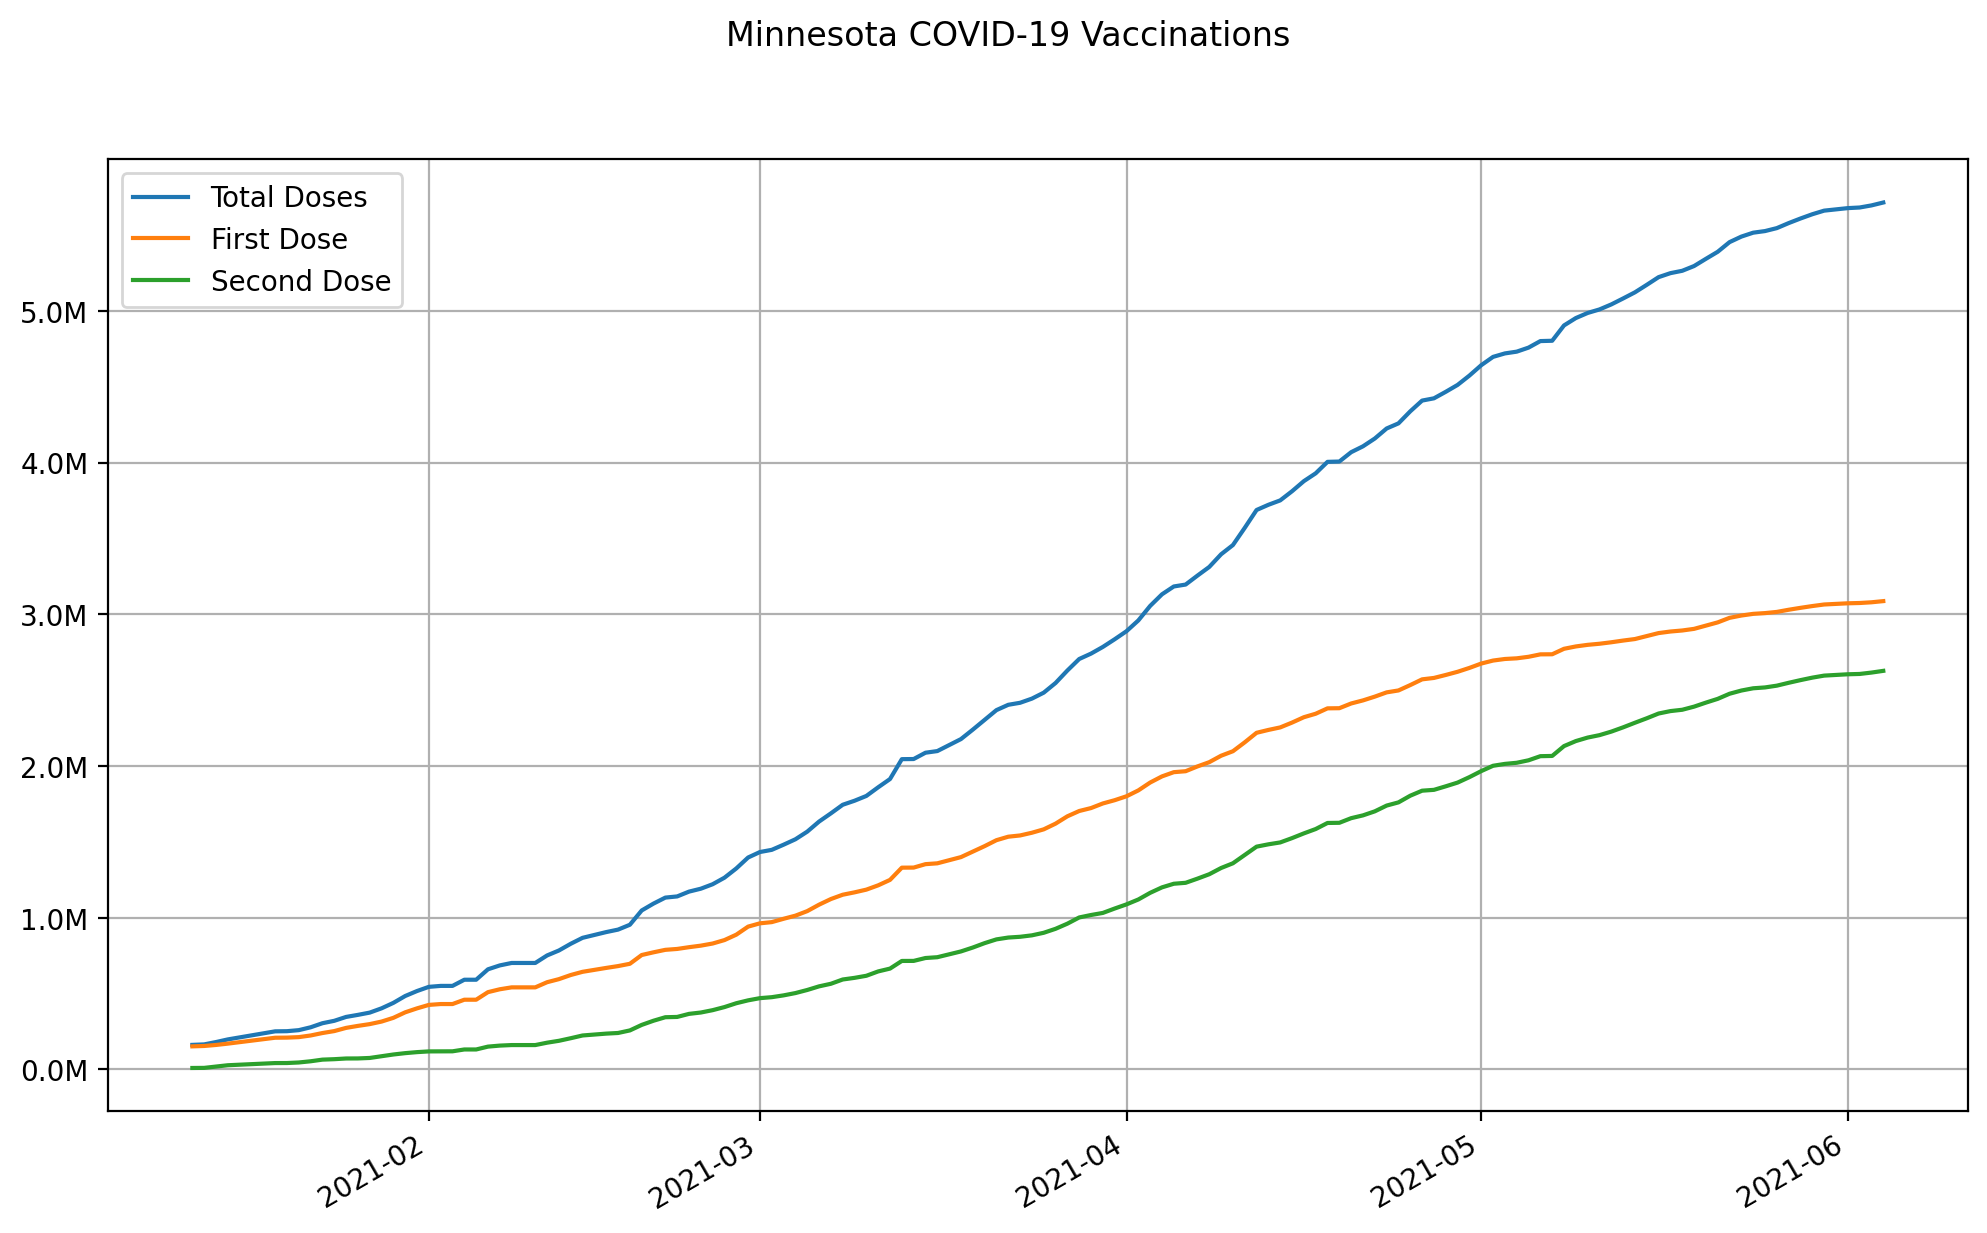 Minnesota COVID-19 Vaccinations
Total Doses
First Dose
Second Dose
5.0M
4.0M
3.0M
2.0M
1.0M
0.0M
2021-02
2021-03
2021-04
2021-05
2021-06